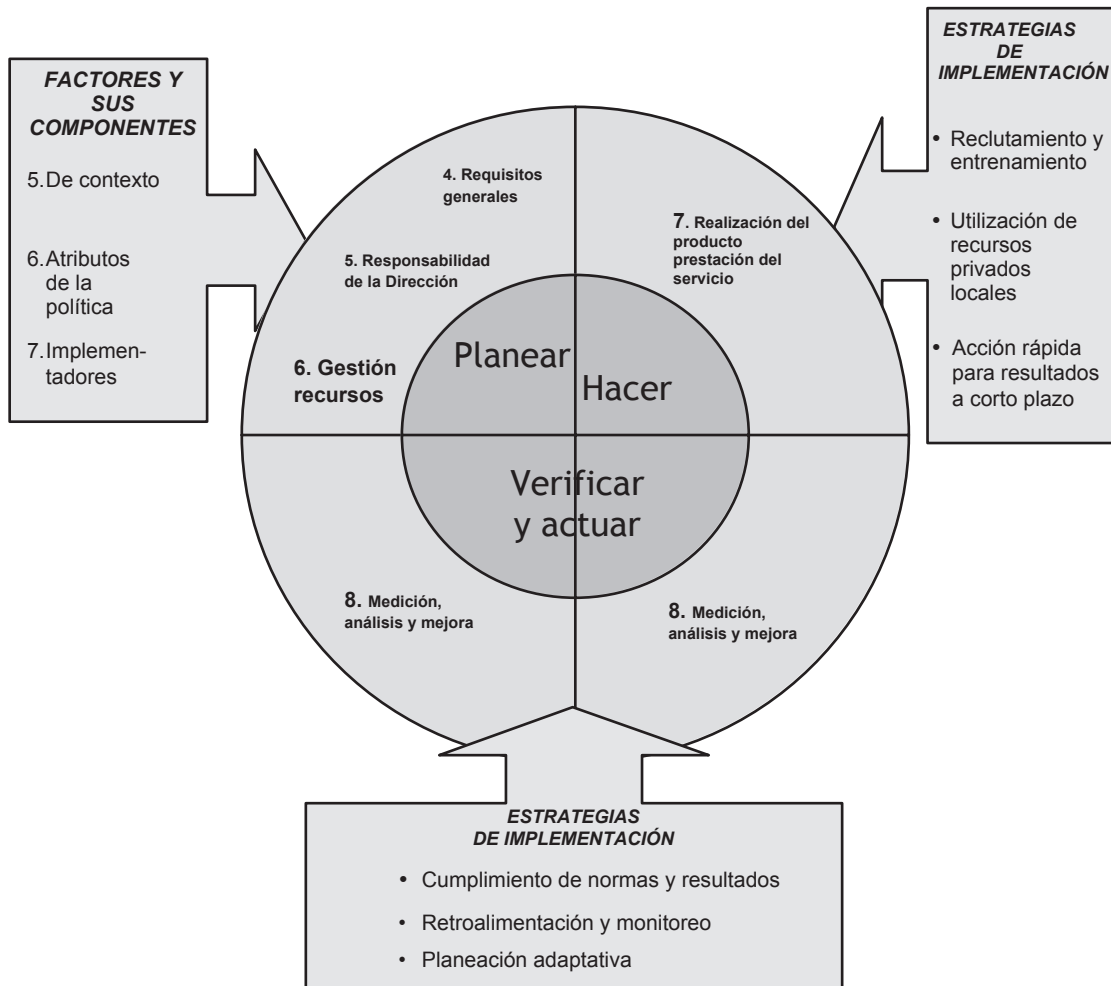 FACTORES Y
SUS
COMPONENTES
5.De contexto
6.Atributos
de la
política
7.Implemen-
tadores
4. Requisitos
generales
5. Responsabilidad
de la Dirección
6. Gestión
recursos
Planear
Hacer
7. Realización del
producto
prestación del
servicio
Verificar
y actuar
8. Medición,
análisis y mejora
8. Medición,
análisis y mejora
ESTRATEGIAS
DE
IMPLEMENTACIÓN
• Reclutamiento y
entrenamiento
• Utilización de
recursos
privados
locales
• Acción rápida
para resultados
a corto plazo
ESTRATEGIAS
DE IMPLEMENTACIÓN
• Cumplimiento de normas y resultados
• Retroalimentación y monitoreo
• Planeación adaptativa